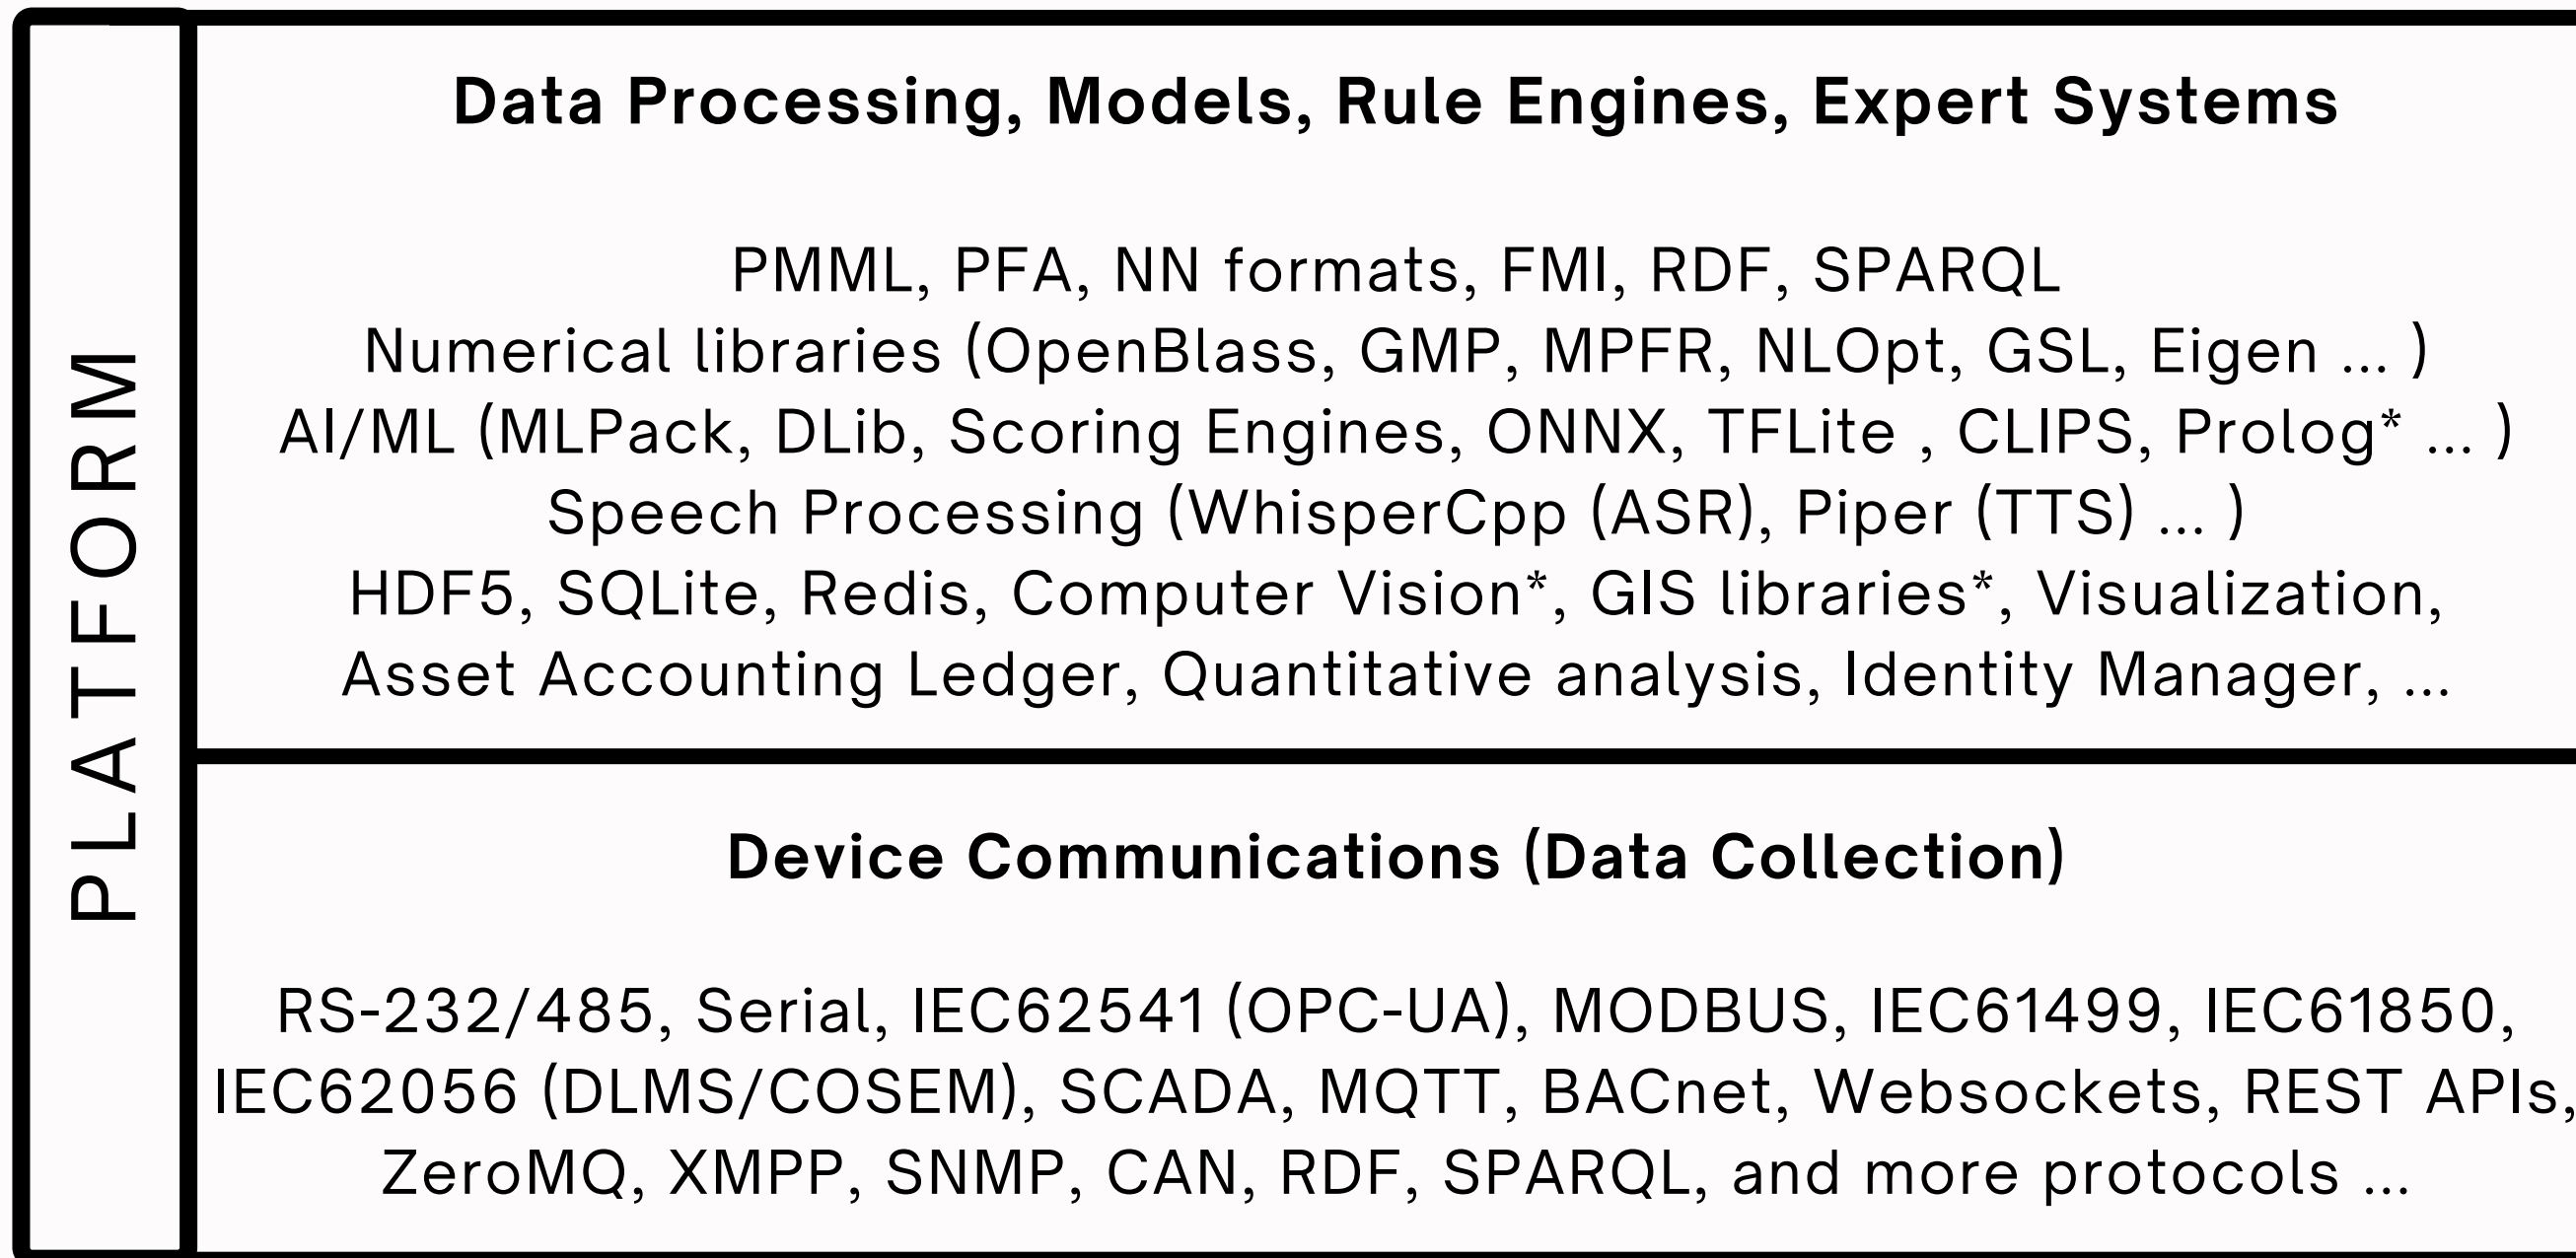 PLATFORM
Data Processing, Models, Rule Engines, Expert Systems
PMML, PFA, NN formats, FMI, RDF, SPARQL
Numerical libraries (OpenBlass, GMP, MPFR, NLOpt, GSL, Eigen ... )
AI/ML (MLPack, DLib, Scoring Engines, ONNX, TFLite , CLIPS, Prolog* ... )
Speech Processing (WhisperCpp (ASR), Piper (TTS) ... )
HDF5, SQLite, Redis, Computer Vision*, GIS libraries*, Visualization,
Asset Accounting Ledger, Quantitative analysis, Identity Manager, ...
Device Communications (Data Collection)
RS-232/485, Serial, IEC62541 (OPC-UA), MODBUS, IEC61499, IEC61850,
IEC62056 (DLMS/COSEM), SCADA, MQTT, BACnet, Websockets, REST APIs,
ZeroMQ, XMPP, SNMP, CAN, RDF, SPARQL, and more protocols ...